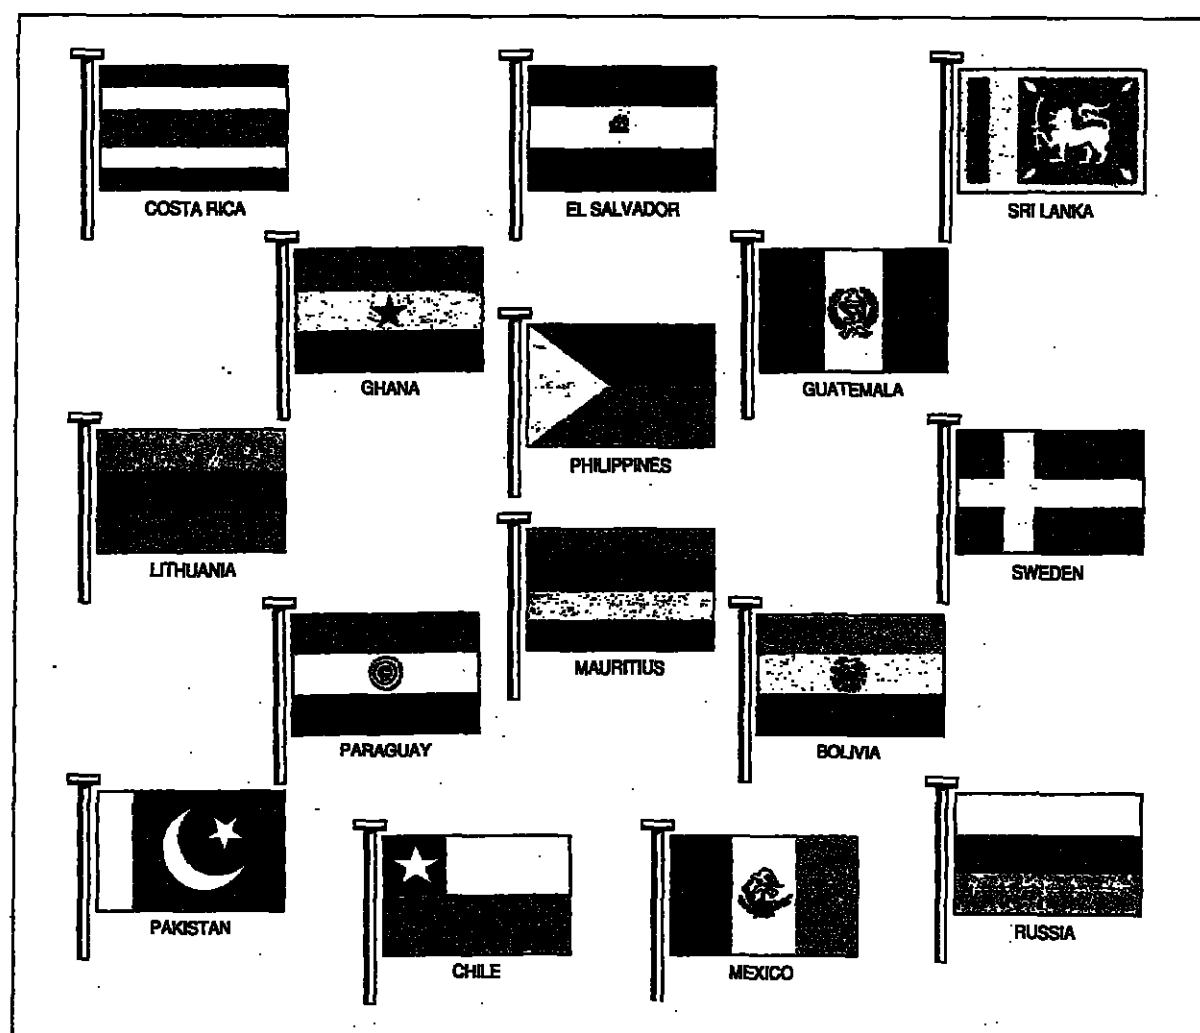 COSTA RICA
EL SALVADOR
SRI LANKA
GHANA
GUATEMALA
PHILIPPINES
LITHUANIA
SWEDEN
MAURITIUS
PARAGUAY
BOLIVIA
PAKISTAN
CHILE
MEXICO
RUSSIA